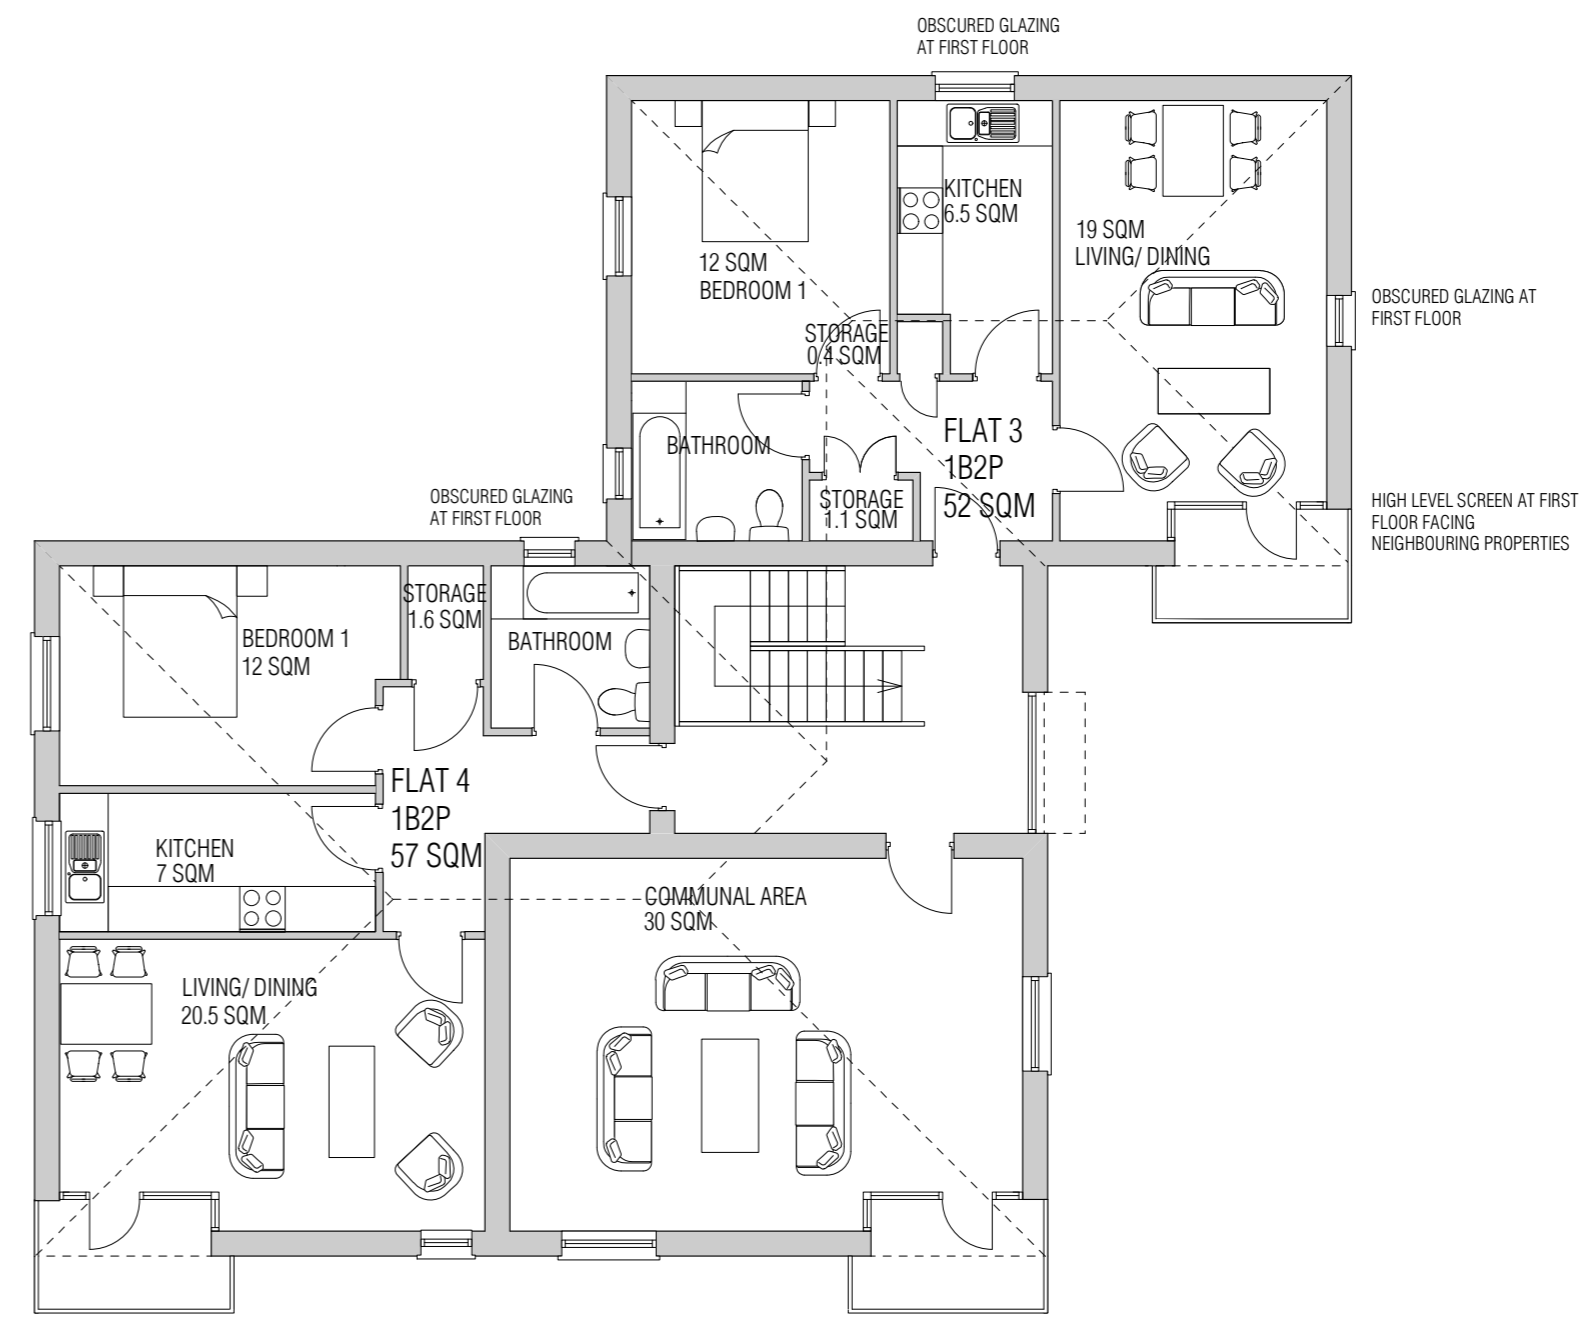 OBSCURED GLAZING
AT FIRST FLOOR
KITCHEN
6.5 SQM
19 SQM
LIVING/ DINING
12 SQM
BEDROOM 1
OBSCURED GLAZING AT
FIRST FLOOR
STORAGE
0.4 SQM
FLAT 3
1B2P
52 SQM
BATHROOM
STORAGE
1.1 SQM
HIGH LEVEL SCREEN AT FIRST
FLOOR FACING
NEIGHBOURING PROPERTIES
OBSCURED GLAZING
AT FIRST FLOOR
STORAGE
1.6 SQM
BEDROOM 1
12 SQM
BATHROOM
FLAT 4
1B2P
57 SQM
KITCHEN
7 SQM
COMMUNAL AREA
30 SQM
LIVING/ DINING
20.5 SQM